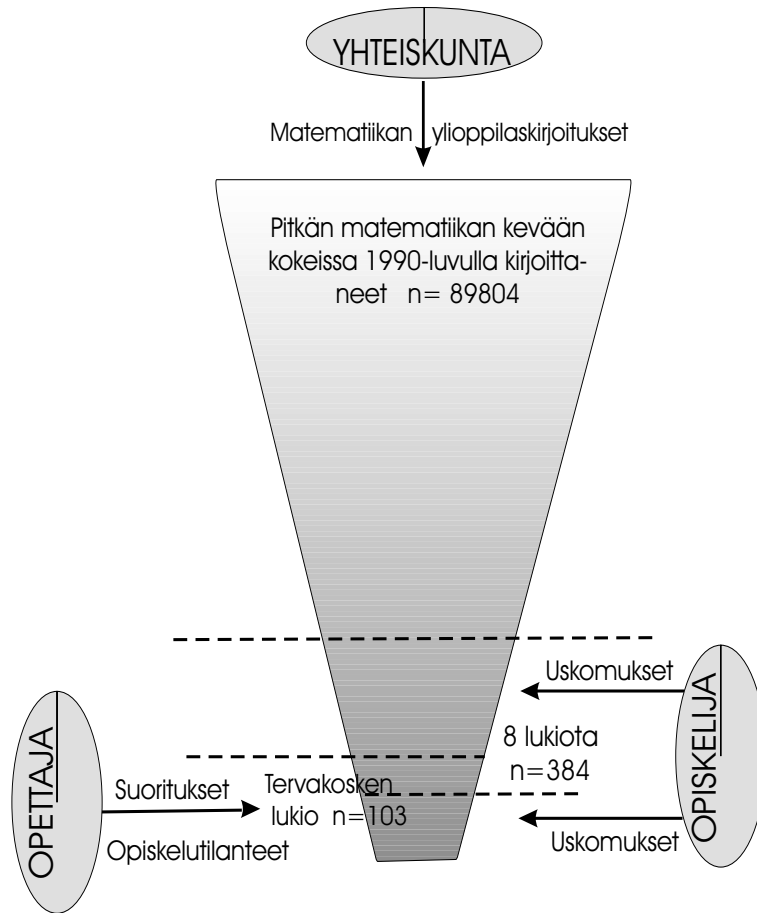 YHTEISKUNTA
Matematiikan ylioppilaskirjoitukset
Pitkän matematiikan kevään
kokeissa 1990-luvulla kirjoitta-
neet n= 89804
Uskomukset
OPISKELIJA
8 lukiota
n=384
OPETTAJA
Suoritukset
Opiskelutilanteet
Tervakosken
lukio n=103
Uskomukset